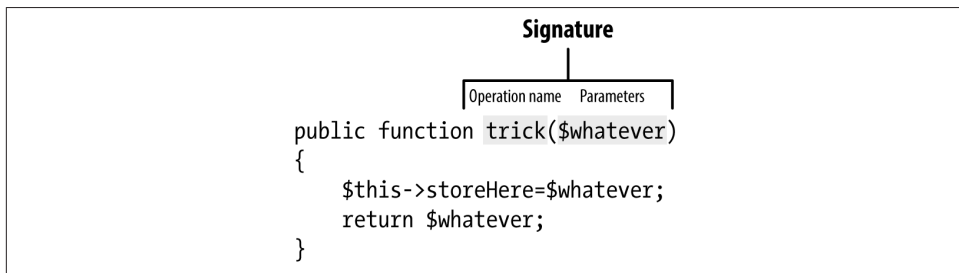 Signature
Operation name Parameters
public function trick($whatever)
{
    $this->storeHere=$whatever;
    return $whatever;
}